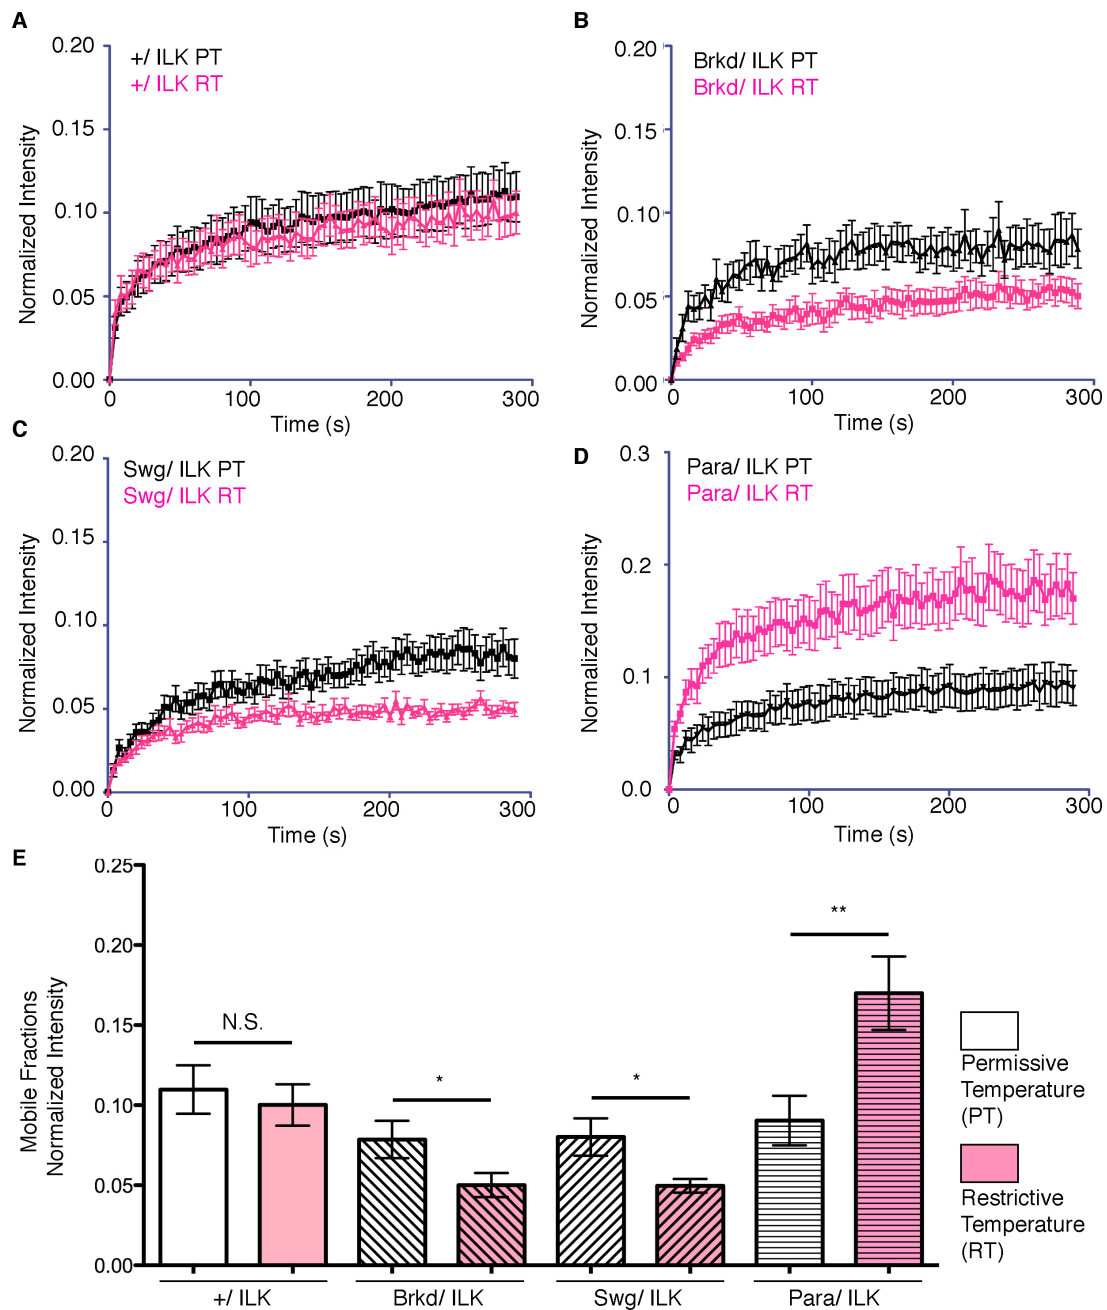 A
0.20
0.15
0.10
0.05
0.00
Normalized Intensity
+/ ILK PT
+/ ILK RT
0 100 200 300
Time (s)
B
0.20
0.15
0.10
0.05
0.00
Normalized Intensity
Brkd/ ILK PT
Brkd/ ILK RT
0 100 200 300
Time (s)
C
0.20
0.15
0.10
0.05
0.00
Normalized Intensity
Swg/ ILK PT
Swg/ ILK RT
0 100 200 300
Time (s)
D
0.3
0.2
0.1
0.0
Normalized Intensity
Para/ ILK PT
Para/ ILK RT
0 100 200 300
Time (s)
E
0.25
0.20
0.15
0.10
0.05
0.00
Mobile Fractions
Normalized Intensity
N.S.
*
*
**
+/ ILK
Brkd/ ILK
Swg/ ILK
Para/ ILK
Permissive
Temperature
(PT)
Restrictive
Temperature
(RT)